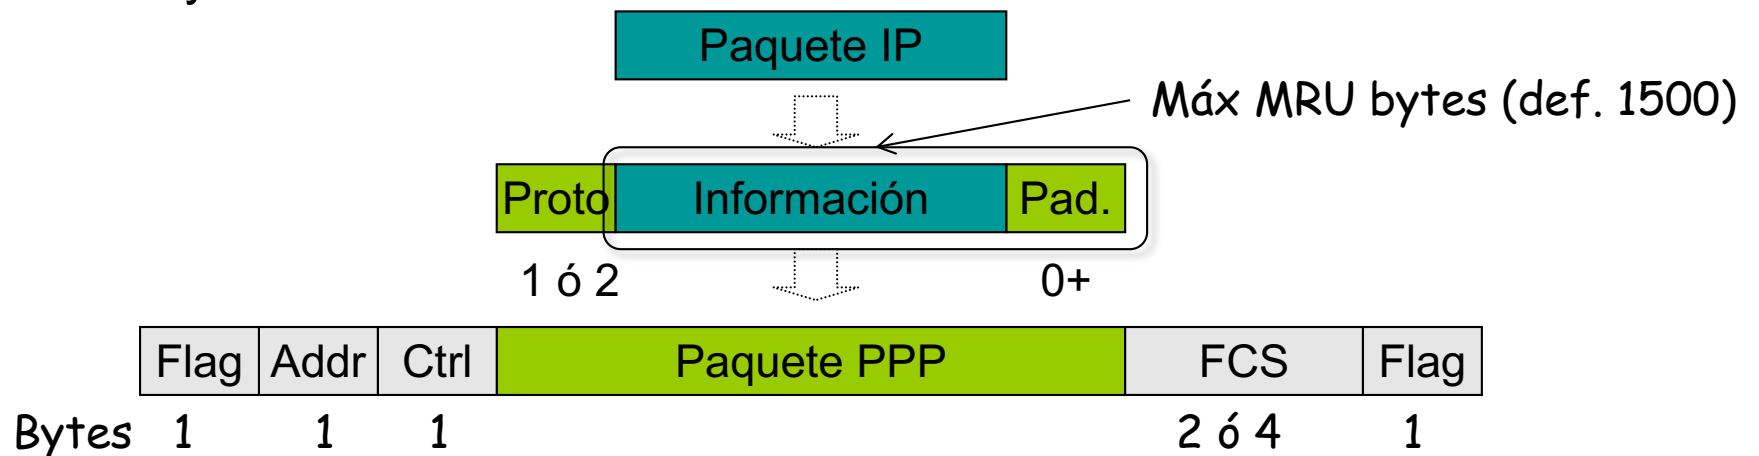 Paquete IP
Máx MRU bytes (def. 1500)
Proto Información Pad.
1 ó 2 0+
Flag Addr Ctrl Paquete PPP FCS Flag
Bytes 1 1 1 2 ó 4 1